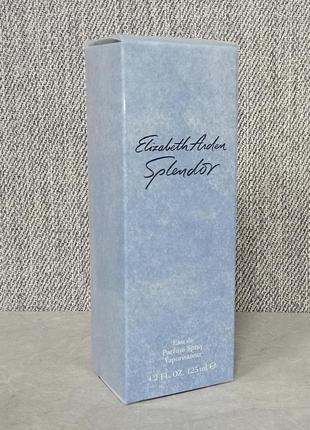 Elizabeth Arden
Splendor
Eau de
Parfum Spray
Vaporisateur
4.2 FL. OZ. 125 ml ℮